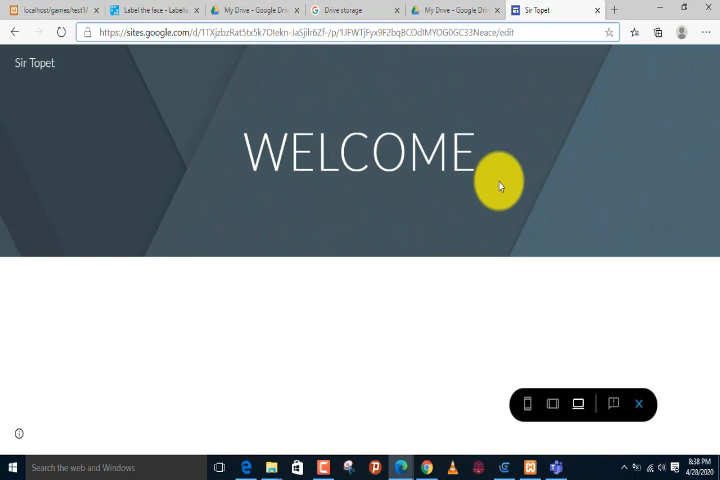 localhost/games/test1/
Label the face - Labelle
My Drive - Google Driv
Drive storage
My Drive - Google Driv
Sir Topet
https://sites.google.com/d/1TXjzbzRat5tx5k7OIekn-JaSjilr6Zf-/p/1JFWTjFyx9F2bqBCOdIMYOG0GC33Neace/edit
Sir Topet
WELCOME
Search the web and Windows
8:38 PM
4/28/2020